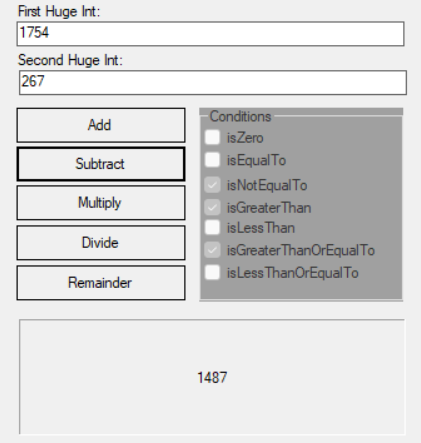 First Huge Int:
1754
Second Huge Int:
267
Add
Subtract
Multiply
Divide
Remainder
Conditions
isZero
isEqualTo
isNotEqualTo
isGreaterThan
isLessThan
isGreaterThanOrEqualTo
isLessThanOrEqualTo
1487